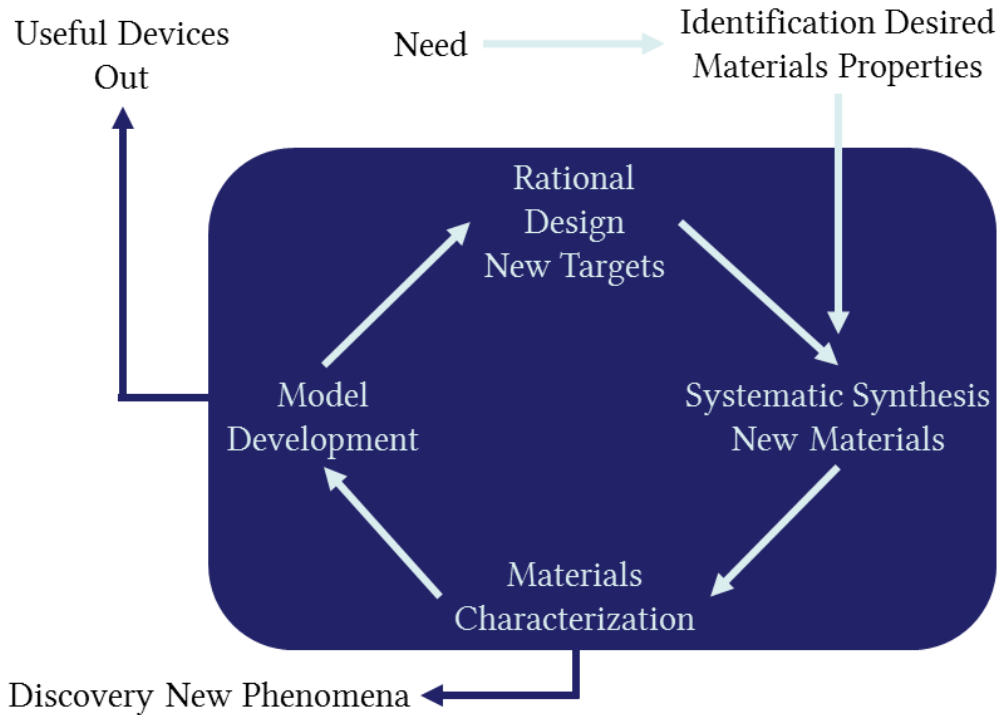 Useful Devices
Out
Need
Identification Desired
Materials Properties
Rational
Design
New Targets
Model
Development
Systematic Synthesis
New Materials
Materials
Characterization
Discovery New Phenomena